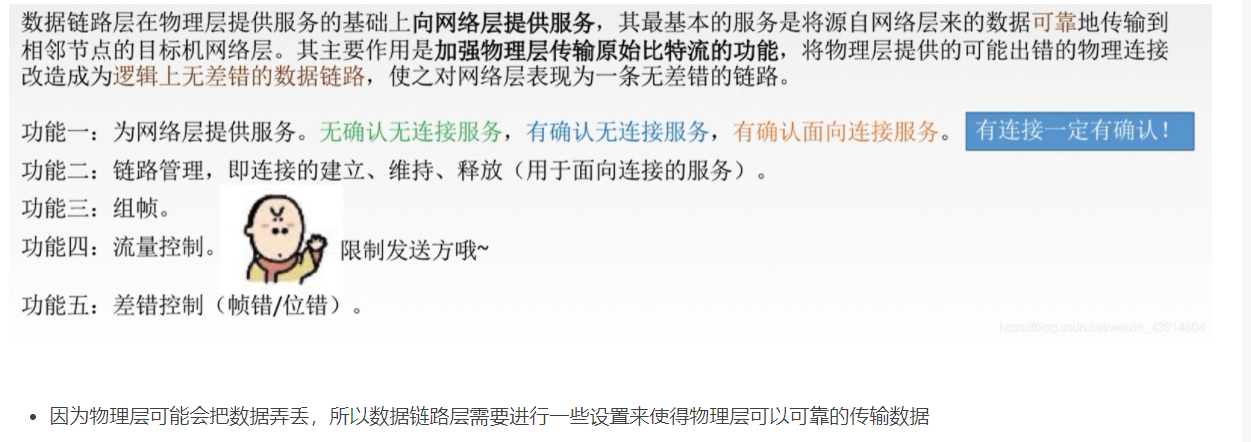 数据链路层在物理层提供服务的基础上向网络层提供服务，其最基本的服务是将源自网络层来的数据可靠地传输到
相邻节点的目标机网络层。其主要作用是加强物理层传输原始比特流的功能，将物理层提供的可能出错的物理连接
改造成为逻辑上无差错的数据链路，使之对网络层表现为一条无差错的链路。
功能一：为网络层提供服务。无确认无连接服务，有确认无连接服务，有确认面向连接服务。 有连接一定有确认！
功能二：链路管理，即连接的建立、维持、释放（用于面向连接的服务）。
功能三：组帧。
功能四：流量控制。 限制发送方哦~
功能五：差错控制（帧错/位错）。
https://blog.csdn.net/weixin_43914604
• 因为物理层可能会把数据弄丢，所以数据链路层需要进行一些设置来使得物理层可以可靠的传输数据